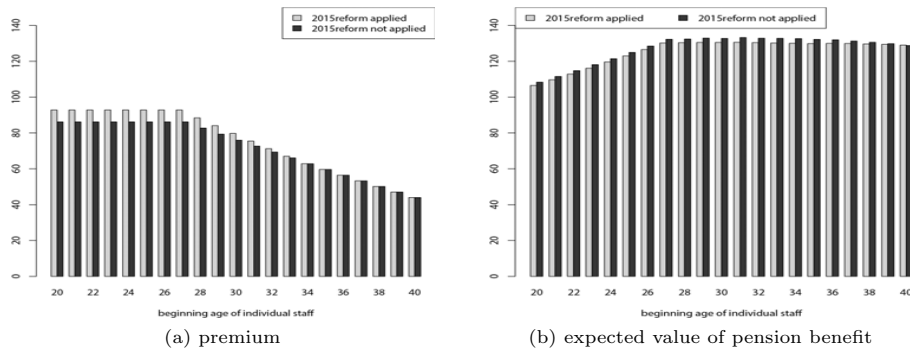 2015reform applied
2015reform not applied
0 20 40 60 80 100 120 140
20 22 24 26 28 30 32 34 36 38 40
beginning age of individual staff
(a) premium
2015reform applied 2015reform not applied
0 20 40 60 80 100 120 140
20 22 24 26 28 30 32 34 36 38 40
beginning age of individual staff
(b) expected value of pension benefit